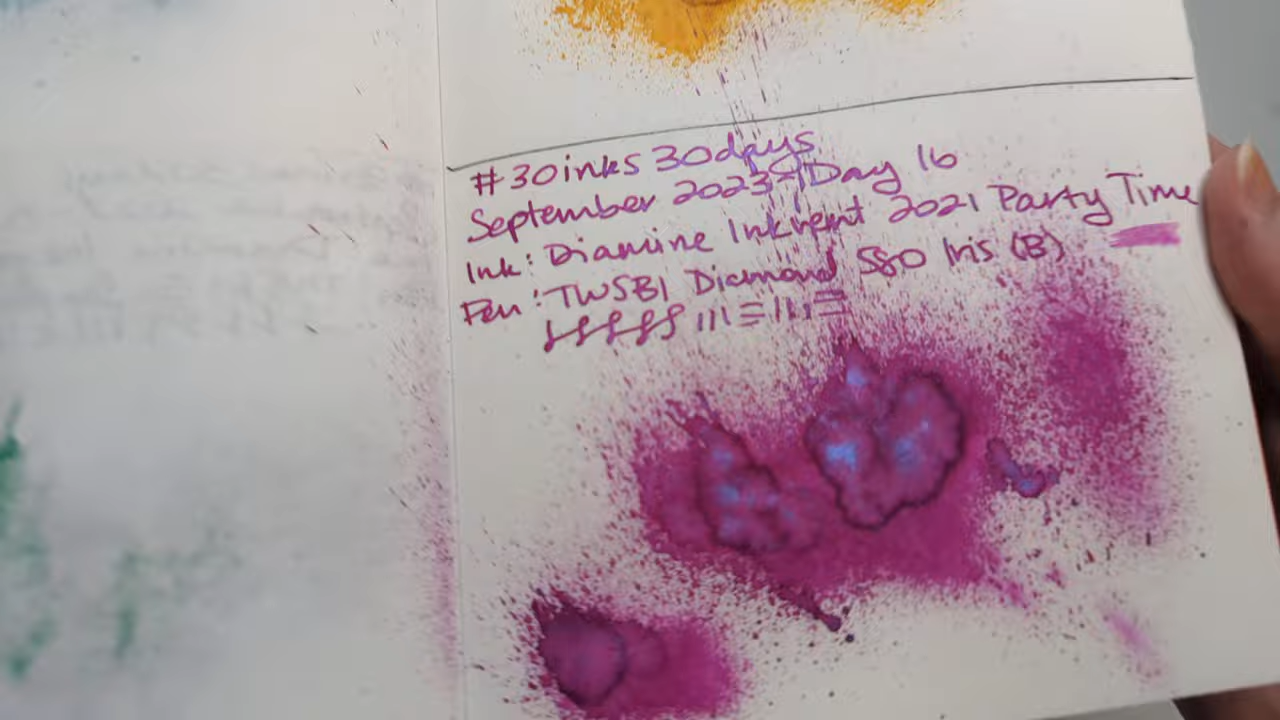 #30inks30days
September 2023 | Day 16
Ink: Diamine Inkvent 2021 Party Time
Pen: TWSBI Diamond 580 Iris (B)